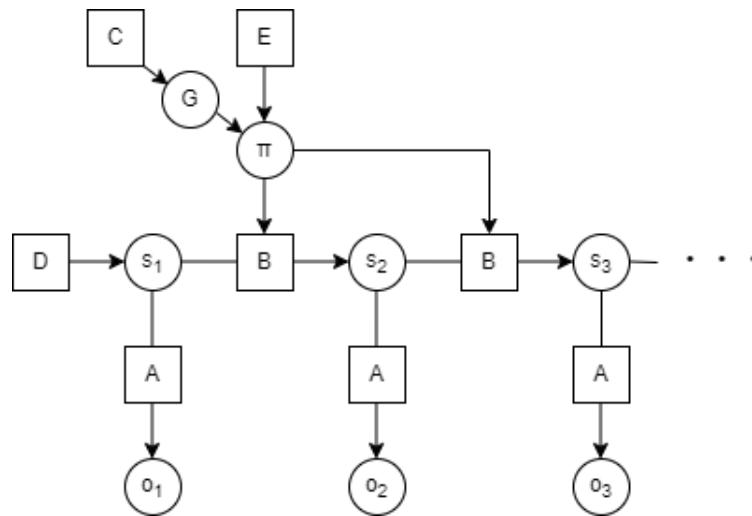 C E
G
π
D s₁ B s₂ B s₃ . . .
A A A
o₁ o₂ o₃